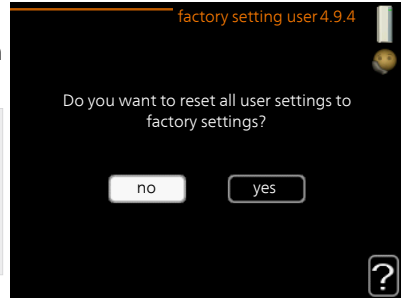 factory setting user 4.9.4
Do you want to reset all user settings to
factory settings?
no
yes
?